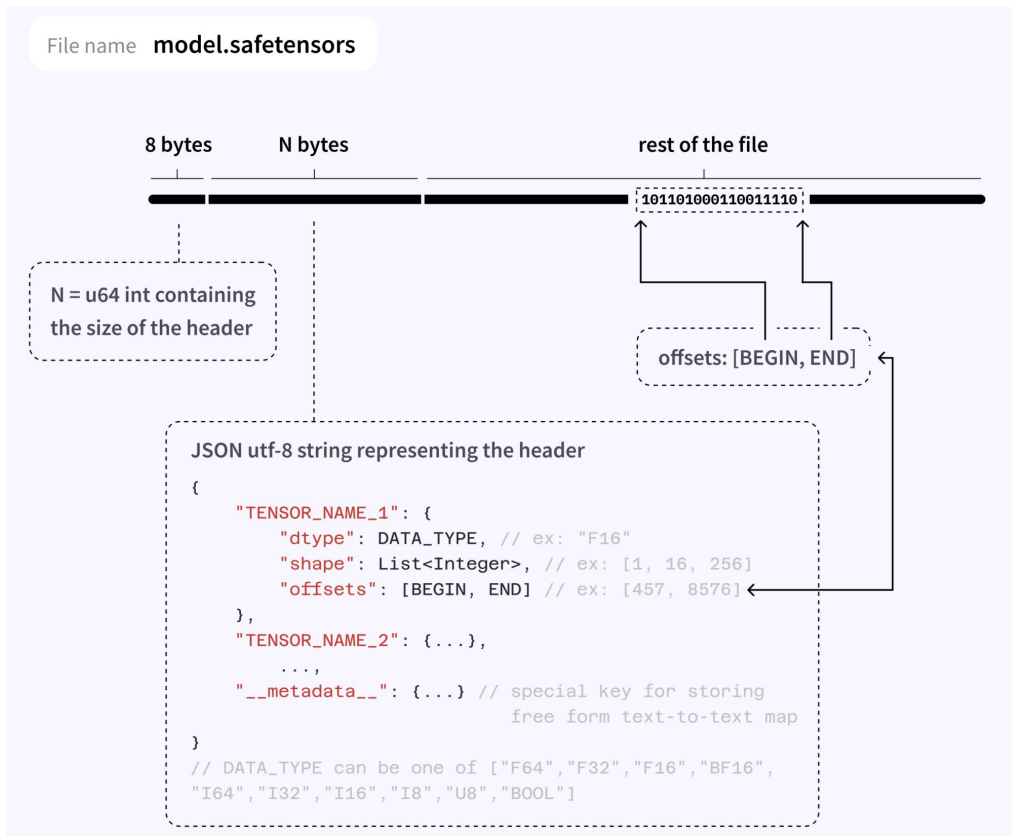 File name model.safetensors
8 bytes N bytes rest of the file
101101000110011110
N = u64 int containing
the size of the header
offsets: [BEGIN, END]
JSON utf-8 string representing the header
{
"TENSOR_NAME_1": {
"dtype": DATA_TYPE, // ex: "F16"
"shape": List<Integer>, // ex: [1, 16, 256]
"offsets": [BEGIN, END] // ex: [457, 8576]
},
"TENSOR_NAME_2": {...},
...,
"__metadata__": {...} // special key for storing
free form text-to-text map
}
// DATA_TYPE can be one of ["F64","F32","F16","BF16",
"I64","I32","I16","I8","U8","BOOL"]